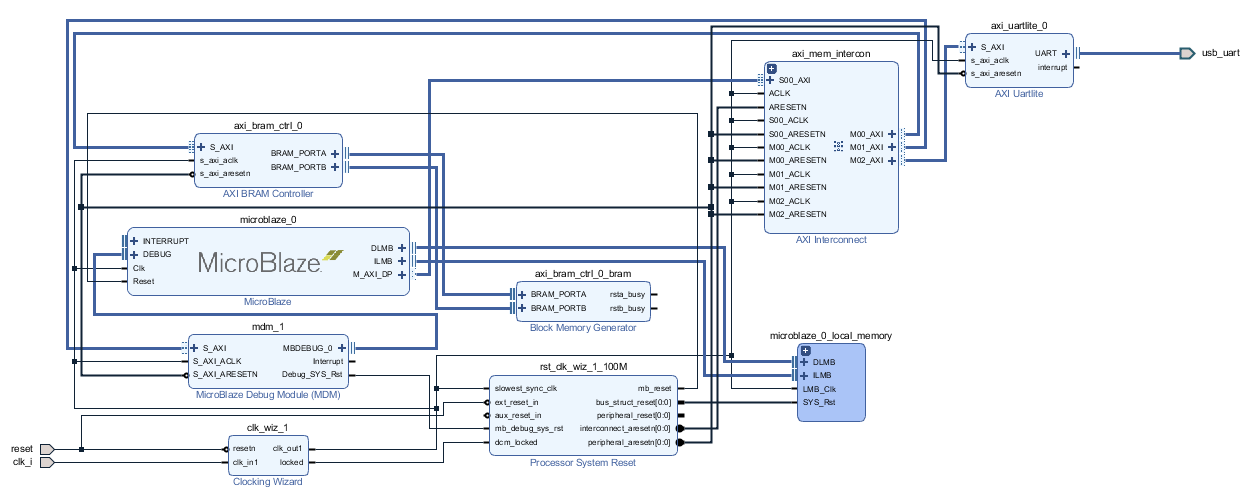 axi_uartlite_0
S_AXI
s_axi_aclk
s_axi_aresetn
UART
interrupt
AXI Uartlite
usb_uart
axi_mem_intercon
S00_AXI
ACLK
ARESETN
S00_ACLK
S00_ARESETN
M00_ACLK
M00_ARESETN
M01_ACLK
M01_ARESETN
M02_ACLK
M02_ARESETN
M00_AXI
M01_AXI
M02_AXI
AXI Interconnect
axi_bram_ctrl_0
S_AXI
s_axi_aclk
s_axi_aresetn
BRAM_PORTA
BRAM_PORTB
AXI BRAM Controller
microblaze_0
INTERRUPT
DEBUG
Clk
Reset
MicroBlaze
DLMB
ILMB
M_AXI_DP
MicroBlaze
axi_bram_ctrl_0_bram
BRAM_PORTA
BRAM_PORTB
rsta_busy
rstb_busy
Block Memory Generator
mdm_1
S_AXI
S_AXI_ACLK
S_AXI_ARESETN
MBDEBUG_0
Interrupt
Debug_SYS_Rst
MicroBlaze Debug Module (MDM)
microblaze_0_local_memory
DLMB
ILMB
LMB_Clk
SYS_Rst
rst_clk_wiz_1_100M
slowest_sync_clk
ext_reset_in
aux_reset_in
mb_debug_sys_rst
dcm_locked
mb_reset
bus_struct_reset[0:0]
peripheral_reset[0:0]
interconnect_aresetn[0:0]
peripheral_aresetn[0:0]
Processor System Reset
reset
clk_i
clk_wiz_1
resetn
clk_in1
clk_out1
locked
Clocking Wizard